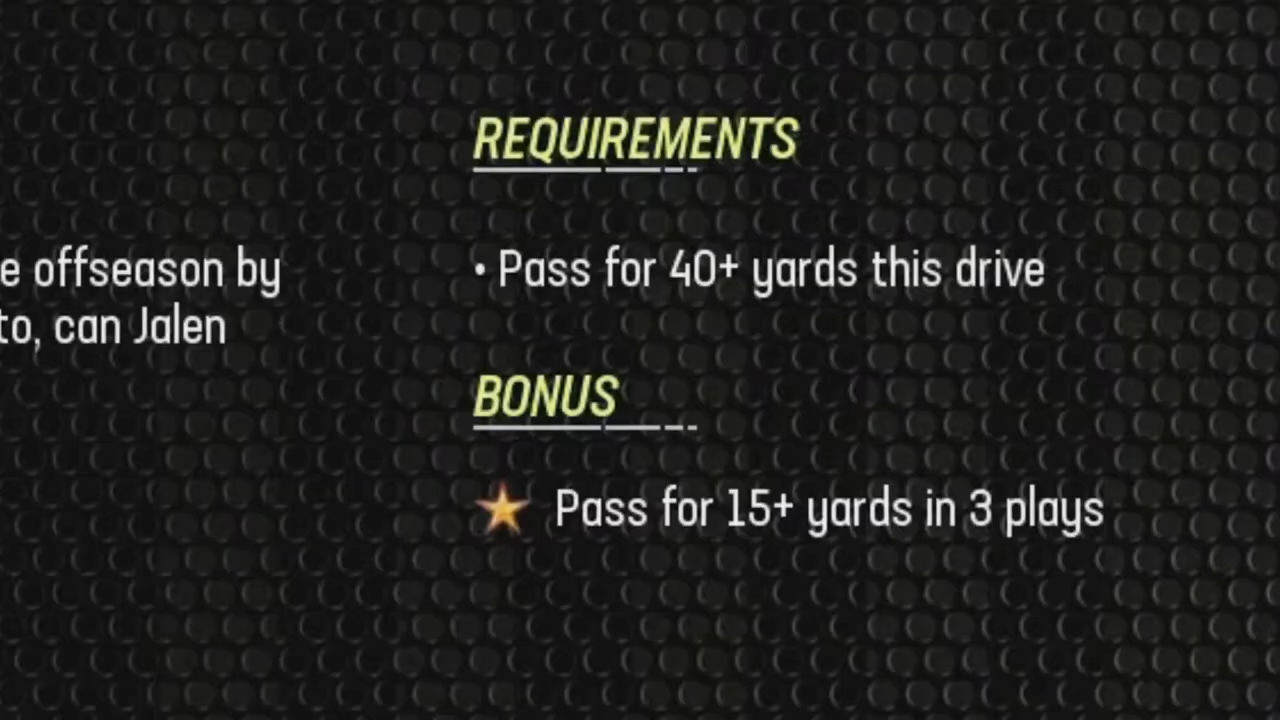 REQUIREMENTS
e offseason by
to, can Jalen
• Pass for 40+ yards this drive
BONUS
Pass for 15+ yards in 3 plays